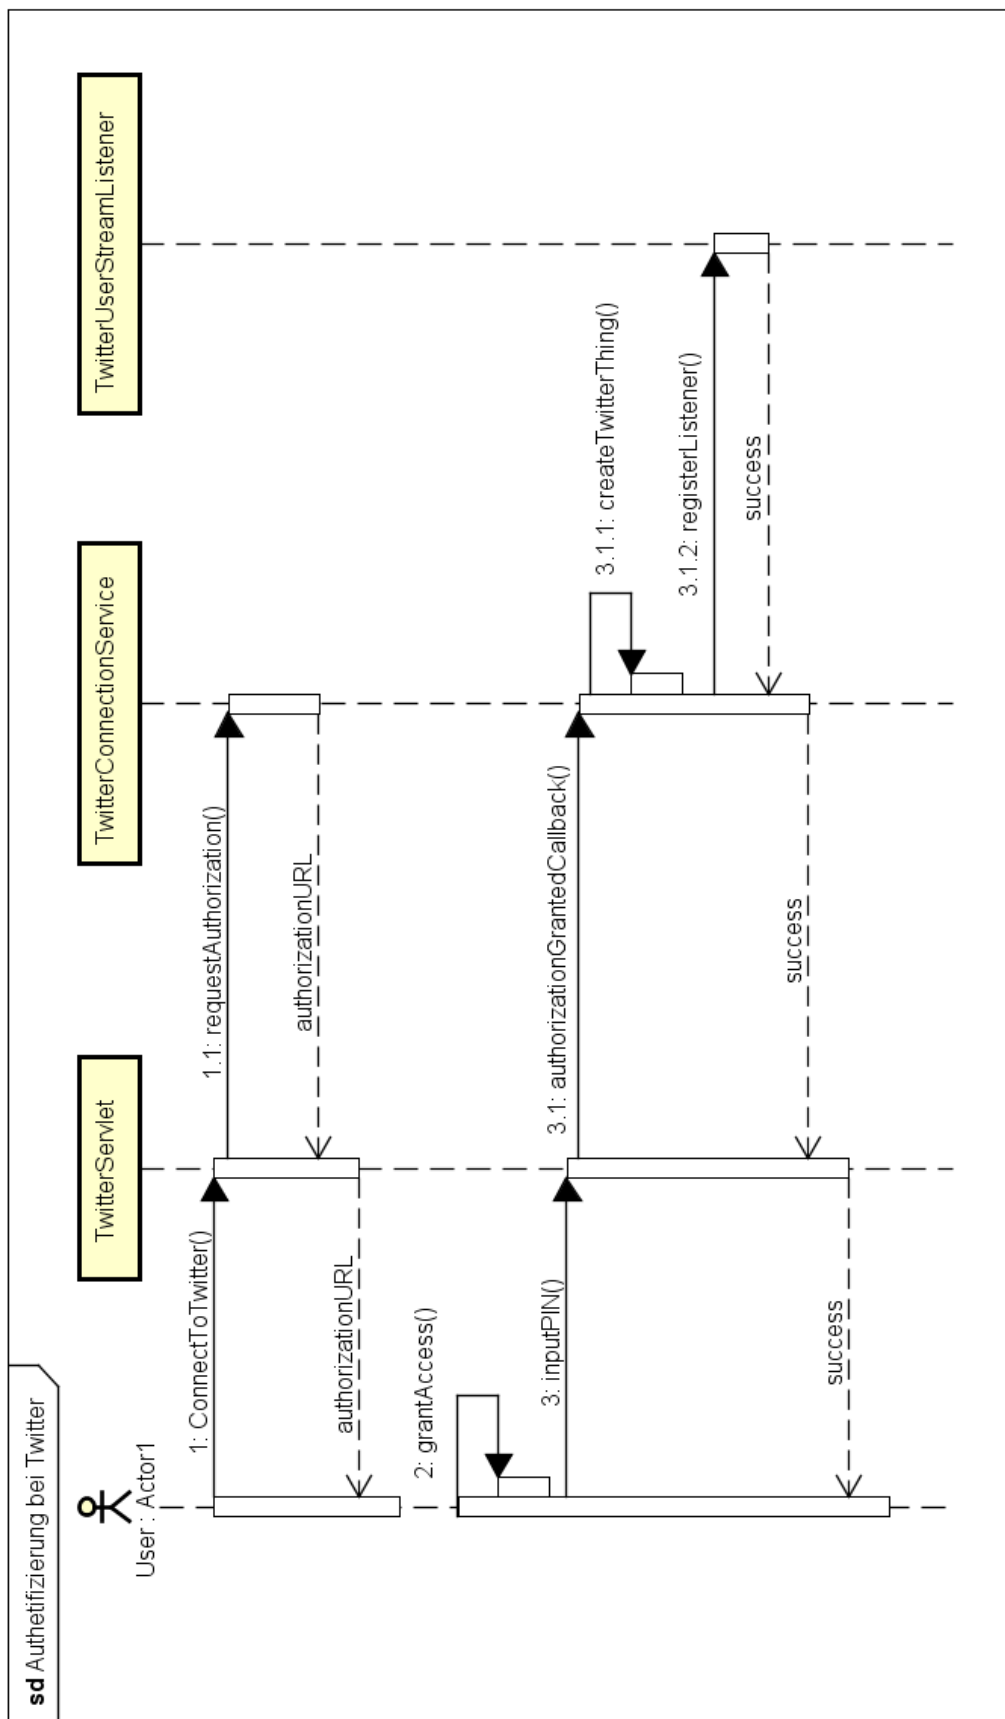 sd Authetifizierung bei Twitter
User : Actor1
TwitterServlet
TwitterConnectionService
TwitterUserStreamListener
1: ConnectToTwitter()
1.1: requestAuthorization()
authorizationURL
authorizationURL
2: grantAccess()
3: inputPIN()
3.1: authorizationGrantedCallback()
3.1.1: createTwitterThing()
3.1.2: registerListener()
success
success
success